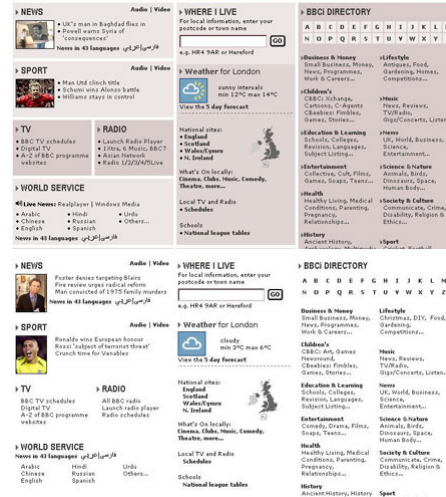 NEWS
Audio | Video
UK's man in Baghdad flies in
Powell warns Syria of
'consequences'
News in 43 languages
SPORT
Audio | Video
Man Utd clinch title
Schumi wins Alonso battle
Williams stays in control
TV
BBC TV schedules
Digital TV
A-Z of BBC programme
websites
RADIO
Launch Radio Player
1Xtra, 6 Music, BBC7
Asian Network
Radio 1/2/3/4/5Live
WORLD SERVICE
Live News: Realplayer | Windows Media
Arabic
Hindi
Urdu
Chinese
Russian
Others...
English
Spanish
News in 43 languages
WHERE I LIVE
For local information, enter your
postcode or town name
GO
e.g. HR4 9AR or Hereford
Weather for London
sunny intervals
min 12°C max 14°C
View the 5 day forecast
National sites:
England
Scotland
Wales/Cymru
N. Ireland
What's On locally:
Cinema, Clubs, Music, Comedy,
Theatre, more...
Local TV and Radio
Schedules
Schools
National league tables
BBCi DIRECTORY
A B C D E F G H I J K L M
N O P Q R S T U V W X Y Z
Business & Money
Small Business, Money,
News, Programmes,
Work & Careers...
Lifestyle
Antiques, Food,
Gardening, Homes,
Competitions...
Children's
CBBC: Xchange,
Cartoons, C-Agents
CBeebies: Fimbles,
Games, Stories...
Music
News, Reviews,
TV/Radio,
Gigs/Concerts, Listen
Education & Learning
Schools, Colleges,
Revision, Languages,
Subject Listing...
News
UK, World, Business,
Science,
Entertainment...
Entertainment
Collective, Cult, Films,
Games, Soaps, Teens...
Science & Nature
Animals, Birds,
Dinosaurs, Space,
Human Body...
Health
Healthy Living, Medical
Conditions, Parenting,
Pregnancy,
Relationships...
Society & Culture
Communicate, Crime,
Disability, Religion &
Ethics...
History
Ancient History,
Sport
NEWS
Audio | Video
Foster denies targeting Blairs
Fire review urges radical reform
Man convicted of 1975 family murders
News in 43 languages
SPORT
Audio | Video
Ronaldo wins European honour
Rossi 'subject of terrorist threat'
Crunch time for Venables
TV
BBC TV schedules
Digital TV
A-Z of BBC programme
websites
RADIO
All BBC radio
Launch radio player
Radio schedules
WORLD SERVICE
News in 43 languages
Arabic
Hindi
Urdu
Chinese
Russian
Others...
English
Spanish
WHERE I LIVE
For local information, enter your
postcode or town name
GO
e.g. HR4 9AR or Hereford
Weather for London
cloudy
min 3°C max 6°C
View the 5 day forecast
National sites:
England
Scotland
Wales/Cymru
N. Ireland
What's On locally:
Cinema, Clubs, Music, Comedy,
Theatre, more...
Local TV and Radio
Schedules
Schools
National league tables
BBCi DIRECTORY
A B C D E F G H I J K L M
N O P Q R S T U V W X Y Z
Business & Money
Small Business, Money,
News, Programmes,
Work & Careers...
Lifestyle
Christmas, DIY, Food,
Gardening,
Competitions...
Children's
CBBC: Art, Games
Newsround,
CBeebies: Fimbles,
Games, Stories...
Music
News, Reviews,
TV/Radio,
Gigs/Concerts, Listen.
Education & Learning
Schools, Colleges,
Revision, Languages,
Subject Listing...
News
UK, World, Business,
Science,
Entertainment...
Entertainment
Comedy, Drama, Films,
Soaps, Teens...
Science & Nature
Animals, Birds,
Dinosaurs, Space,
Human Body...
Health
Healthy Living, Medical
Conditions, Parenting,
Pregnancy,
Relationships...
Society & Culture
Communicate, Crime,
Disability, Religion &
Ethics...
History
Ancient History, History
Sport